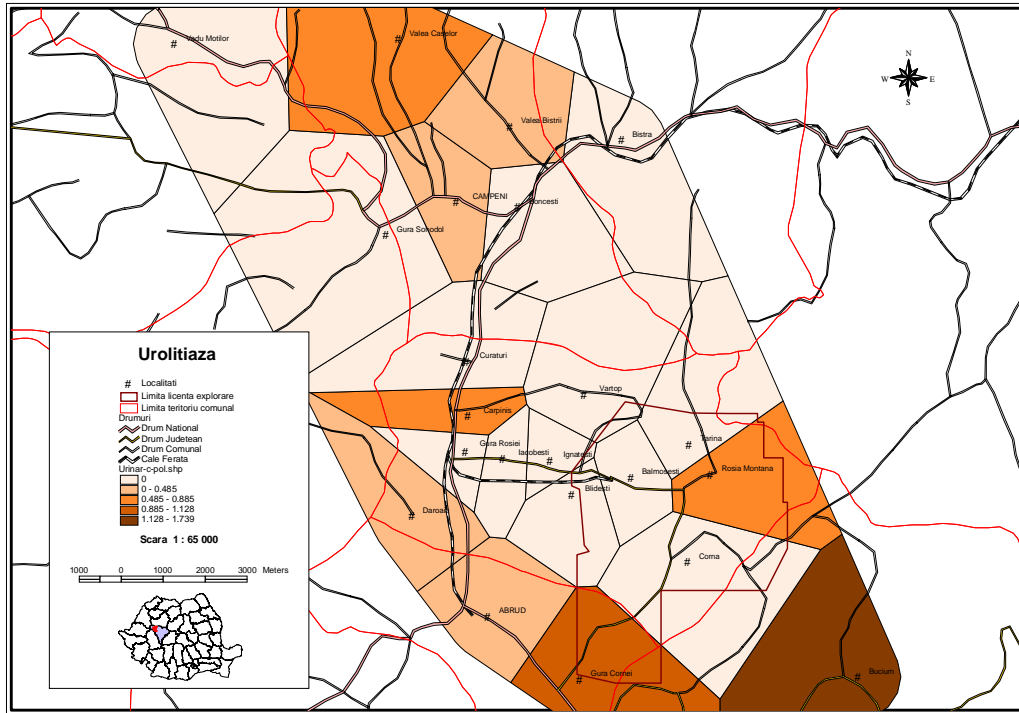 Vadu Motilor
Valea Caselor
N
W E
S
Valea Bistrii
Bistra
CAMPENI
Boncesti
Gura Sohodol
Urolitiaza
# Localitati
Limita licenta explorare
Limita teritoriu comunal
Drumuri
Drum National
Drum Judetean
Drum Comunal
Cale Ferata
Urinar-c-pol.shp
0
0 - 0.485
0.485 - 0.885
0.885 - 1.128
1.128 - 1.739
Scara 1 : 65 000
1000 0 1000 2000 3000 Meters
Curaturi
Vartop
Carpinis
Tarina
Gura Rosiei
Iacobesti
Ignatesti
Balmosesti
Rosia Montana
Blidesti
Daroaia
Corna
ABRUD
Gura Cornei
Bucium